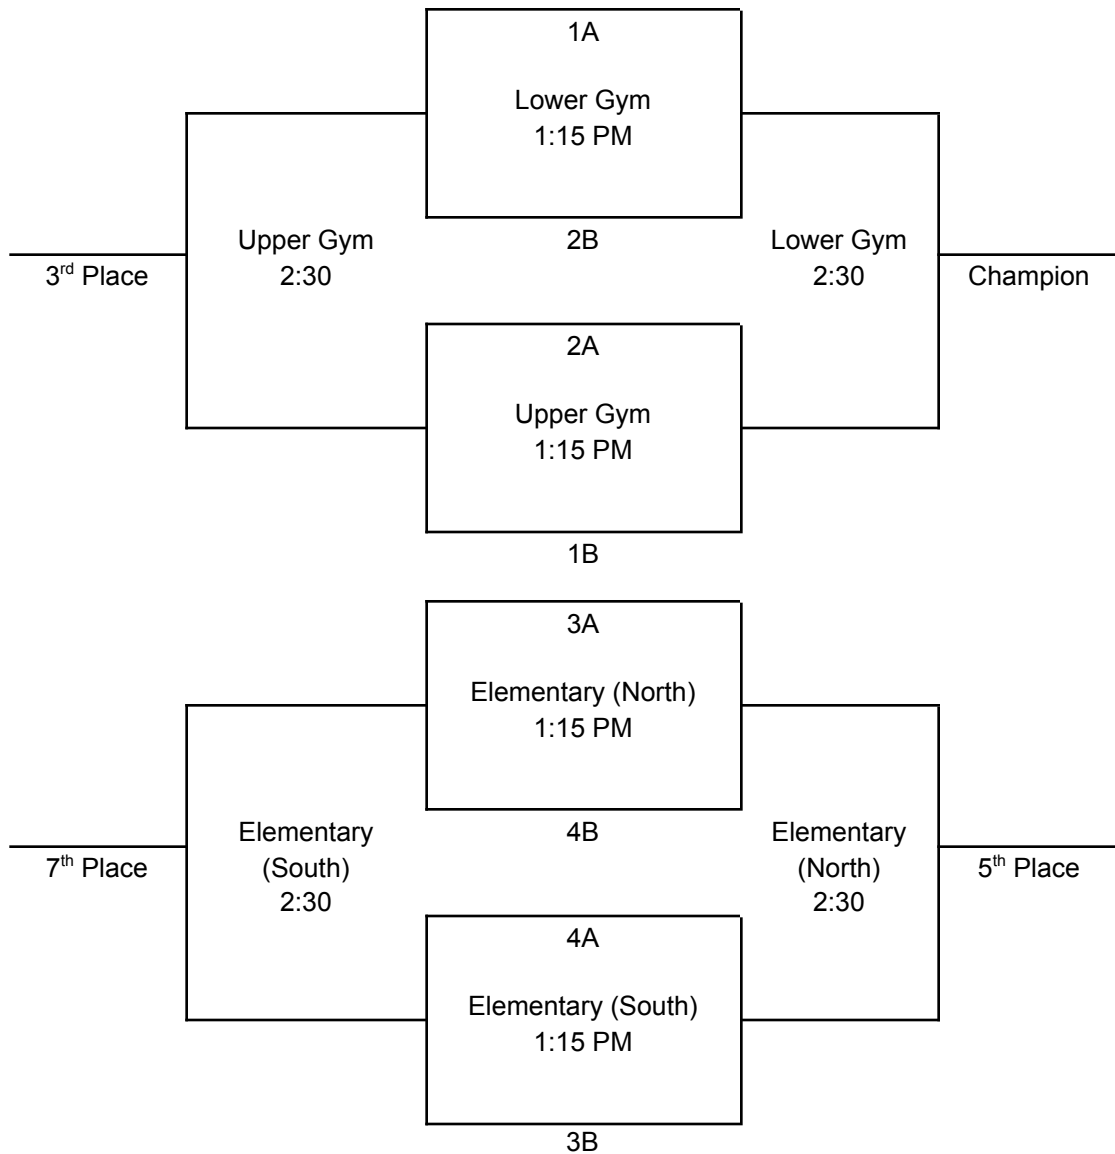 1A
Lower Gym
1:15 PM
2B
Upper Gym
2:30
Lower Gym
2:30
3rd Place
Champion
2A
Upper Gym
1:15 PM
1B
3A
Elementary (North)
1:15 PM
4B
Elementary
(South)
2:30
Elementary
(North)
2:30
7th Place
5th Place
4A
Elementary (South)
1:15 PM
3B